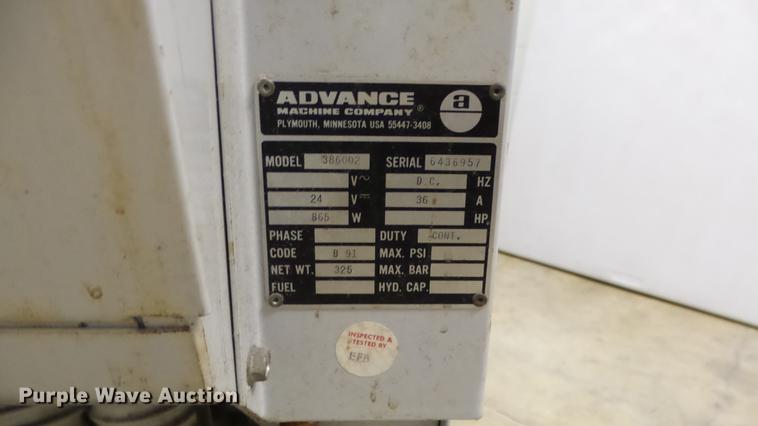 ADVANCE
MACHINE COMPANY®
PLYMOUTH, MINNESOTA USA 55447-3408
a
MODEL 386002 SERIAL 6436957
V~ D.C. HZ
24 V⎓ 36 A
865 W HP
PHASE DUTY CONT.
CODE B 91 MAX. PSI
NET WT. 325 MAX. BAR
FUEL HYD. CAP.
INSPECTED &
TESTED BY
Purple Wave Auction